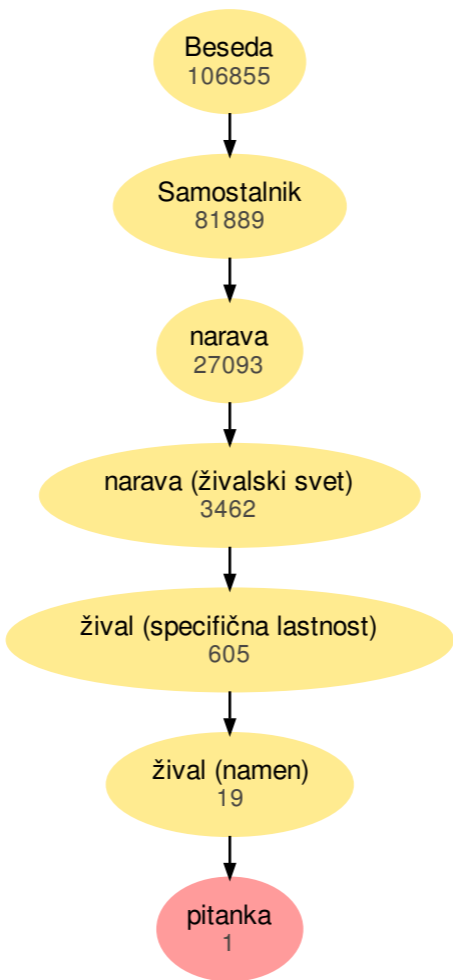 Beseda
106855
Samostalnik
81889
narava
27093
narava (živalski svet)
3462
žival (specifična lastnost)
605
žival (namen)
19
pitanka
1